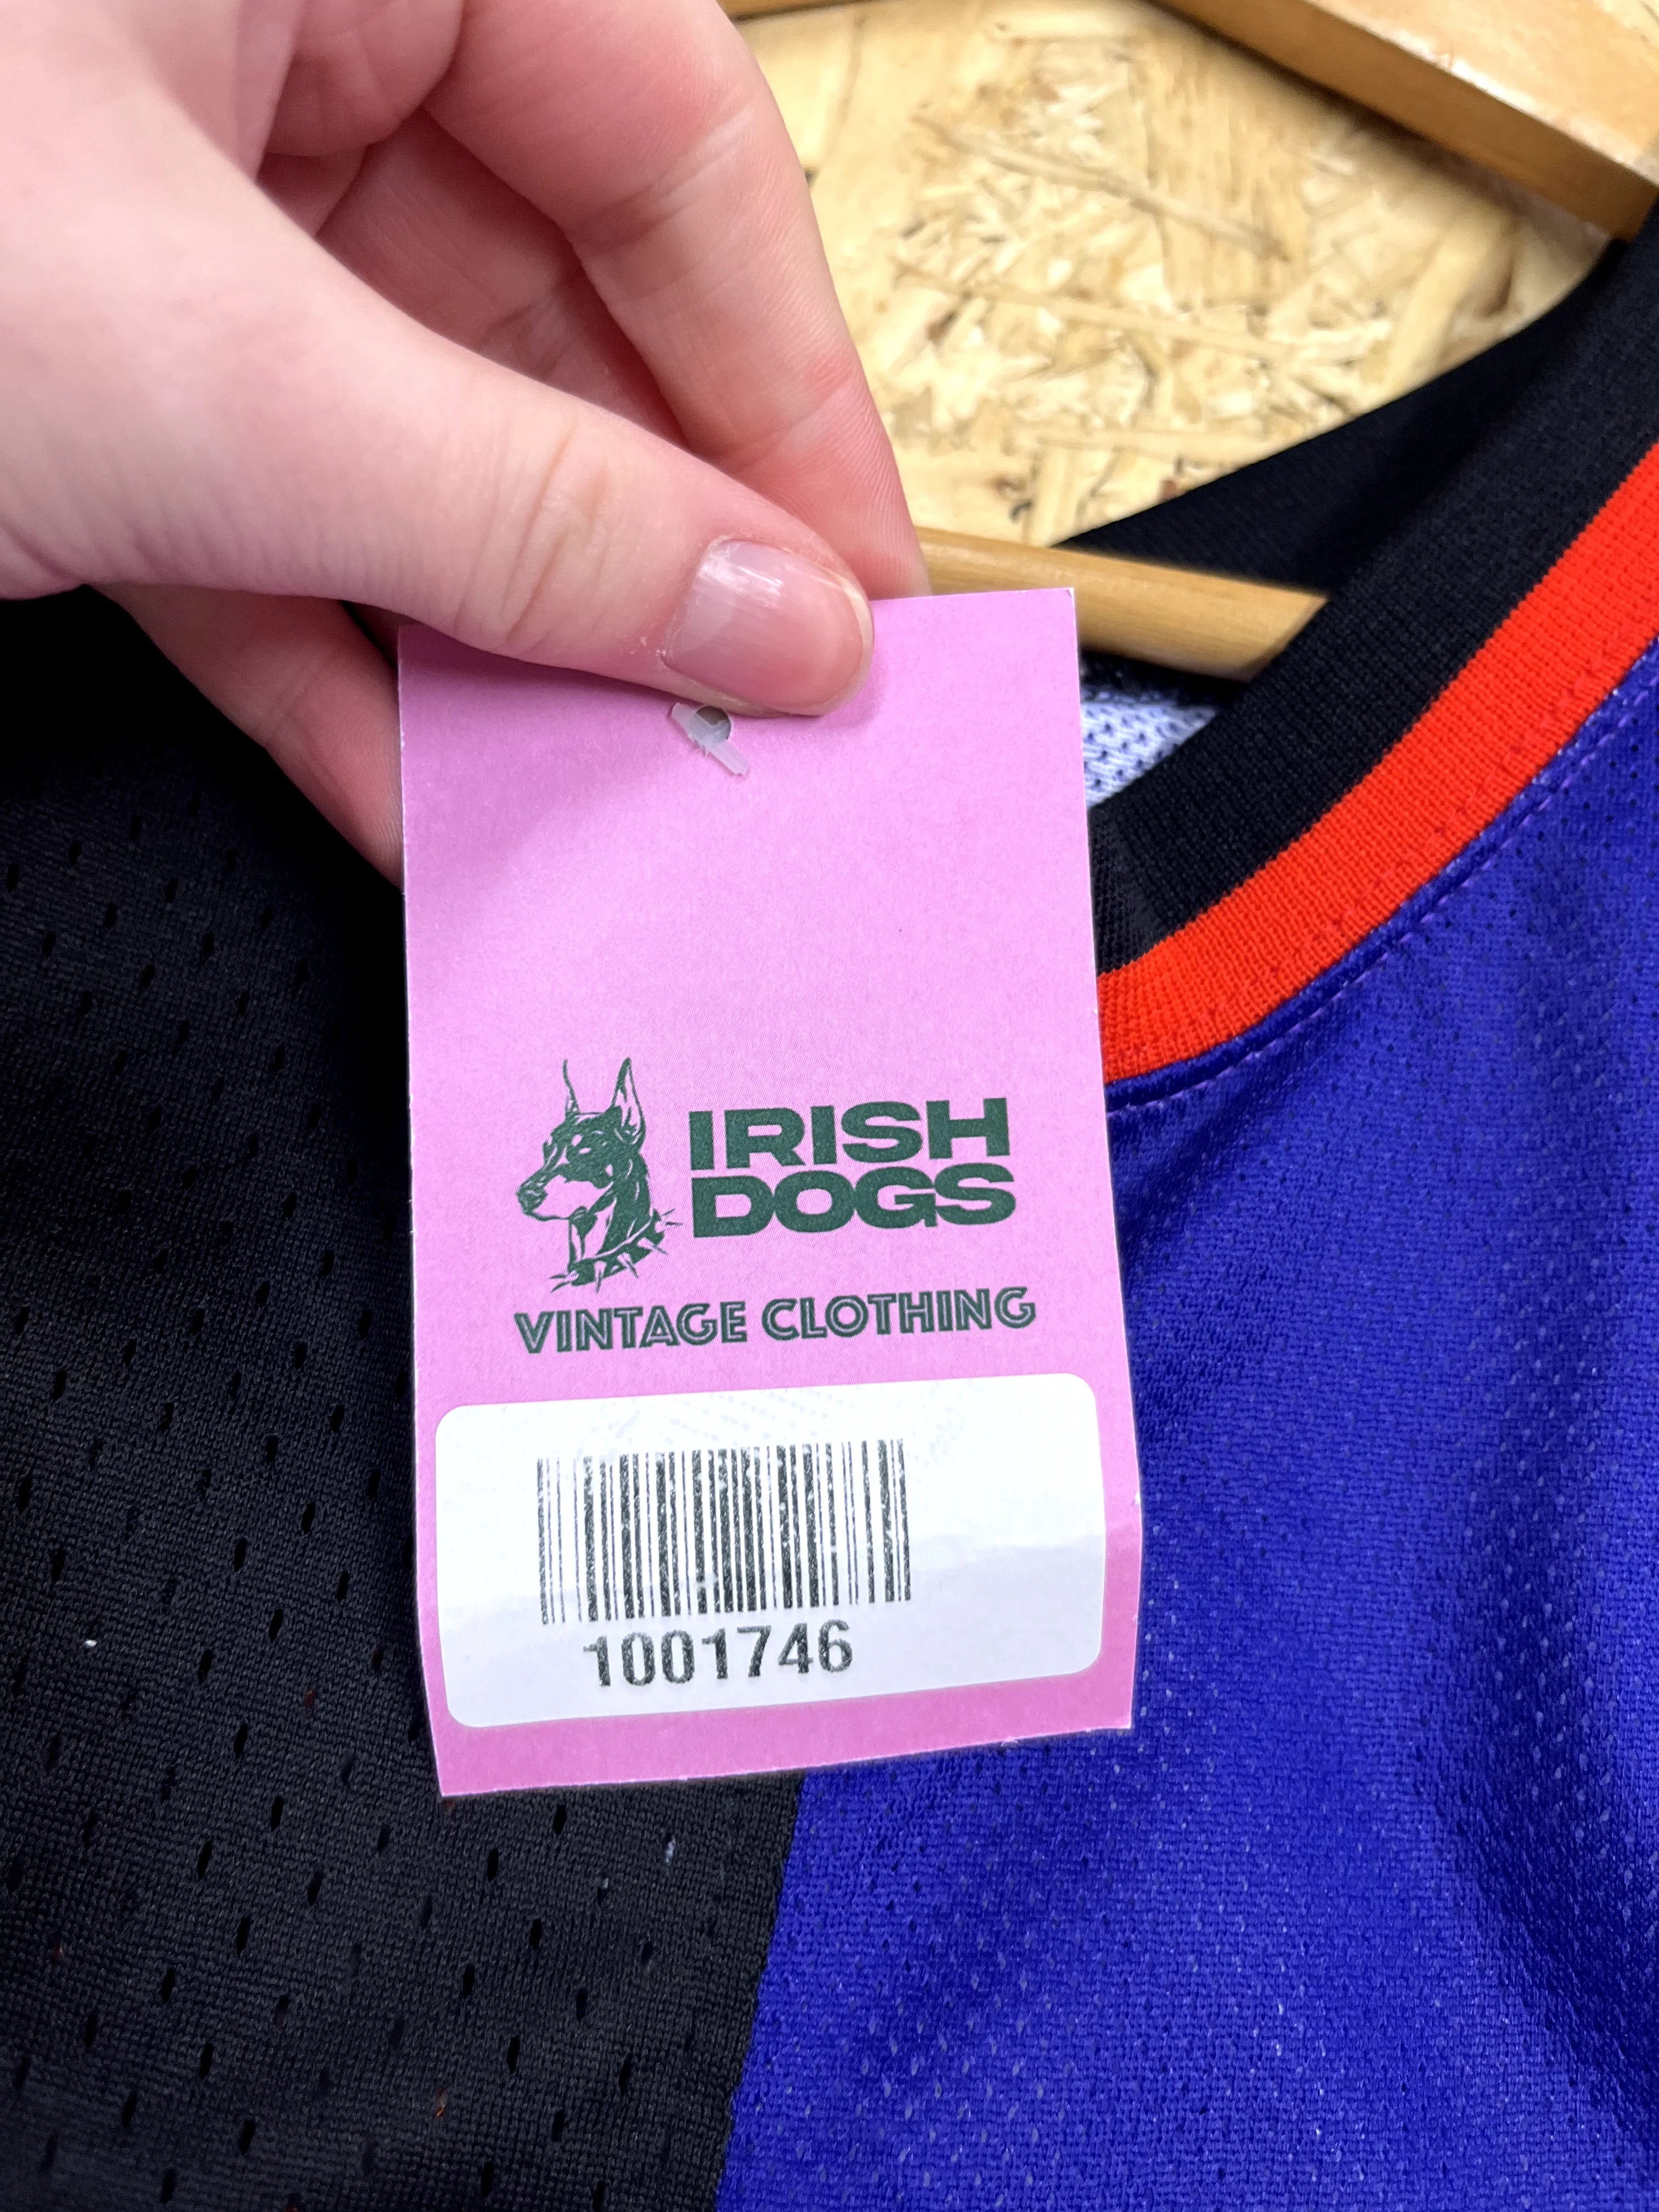 IRISH
DOGS
VINTAGE CLOTHING
1001746